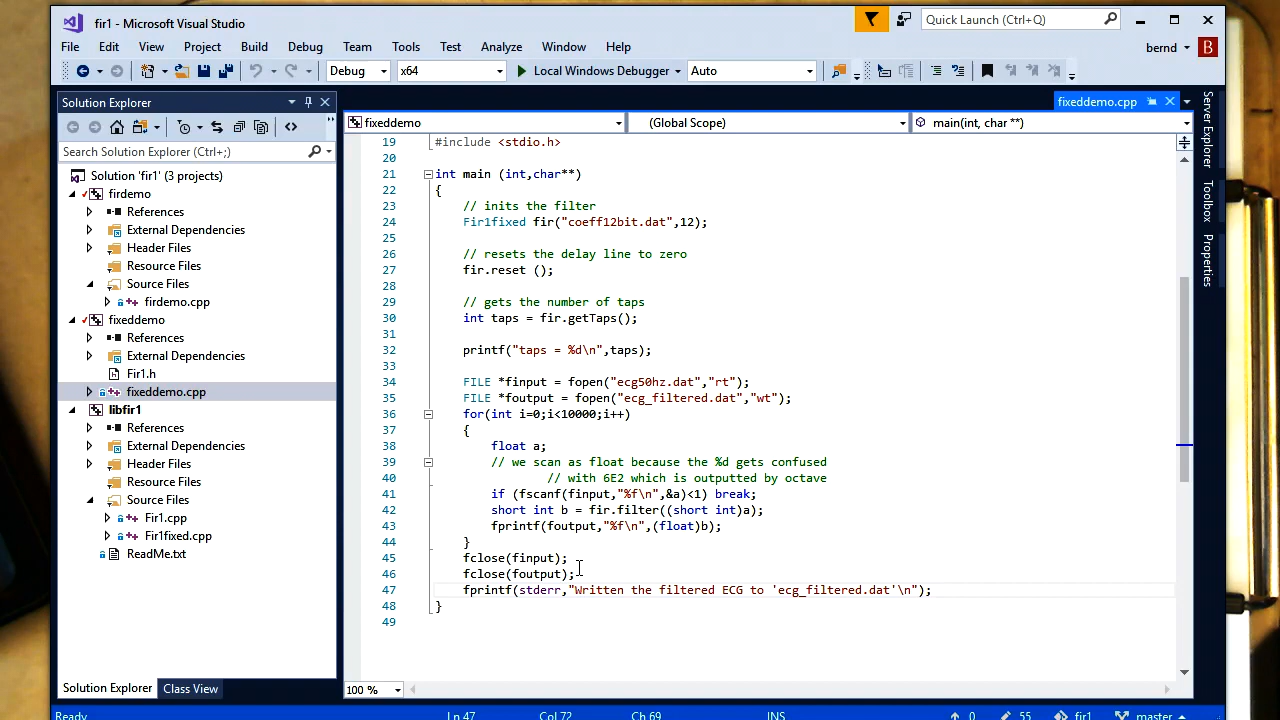 fir1 - Microsoft Visual Studio
Quick Launch (Ctrl+Q)
File Edit View Project Build Debug Team Tools Test Analyze Window Help
bernd B
Debug x64 Local Windows Debugger Auto
Solution Explorer
Search Solution Explorer (Ctrl+;)
Solution 'fir1' (3 projects)
firdemo
References
External Dependencies
Header Files
Resource Files
Source Files
firdemo.cpp
fixeddemo
References
External Dependencies
Fir1.h
fixeddemo.cpp
libfir1
References
External Dependencies
Header Files
Resource Files
Source Files
Fir1.cpp
Fir1fixed.cpp
ReadMe.txt
Solution Explorer Class View
fixeddemo.cpp
fixeddemo (Global Scope) main(int, char **)
19 #include <stdio.h>
20
21 int main (int,char**)
22 {
23 // inits the filter
24 Fir1fixed fir("coeff12bit.dat",12);
25
26 // resets the delay line to zero
27 fir.reset ();
28
29 // gets the number of taps
30 int taps = fir.getTaps();
31
32 printf("taps = %d\n",taps);
33
34 FILE *finput = fopen("ecg50hz.dat","rt");
35 FILE *foutput = fopen("ecg_filtered.dat","wt");
36 for(int i=0;i<10000;i++)
37 {
38 float a;
39 // we scan as float because the %d gets confused
40 // with 6E2 which is outputted by octave
41 if (fscanf(finput,"%f\n",&a)<1) break;
42 short int b = fir.filter((short int)a);
43 fprintf(foutput,"%f\n",(float)b);
44 }
45 fclose(finput);
46 fclose(foutput);
47 fprintf(stderr,"Written the filtered ECG to 'ecg_filtered.dat'\n");
48 }
49
100 %
Server Explorer
Toolbox
Properties
Ready Ln 47 Col 72 Ch 69 INS 0 55 fir1 master